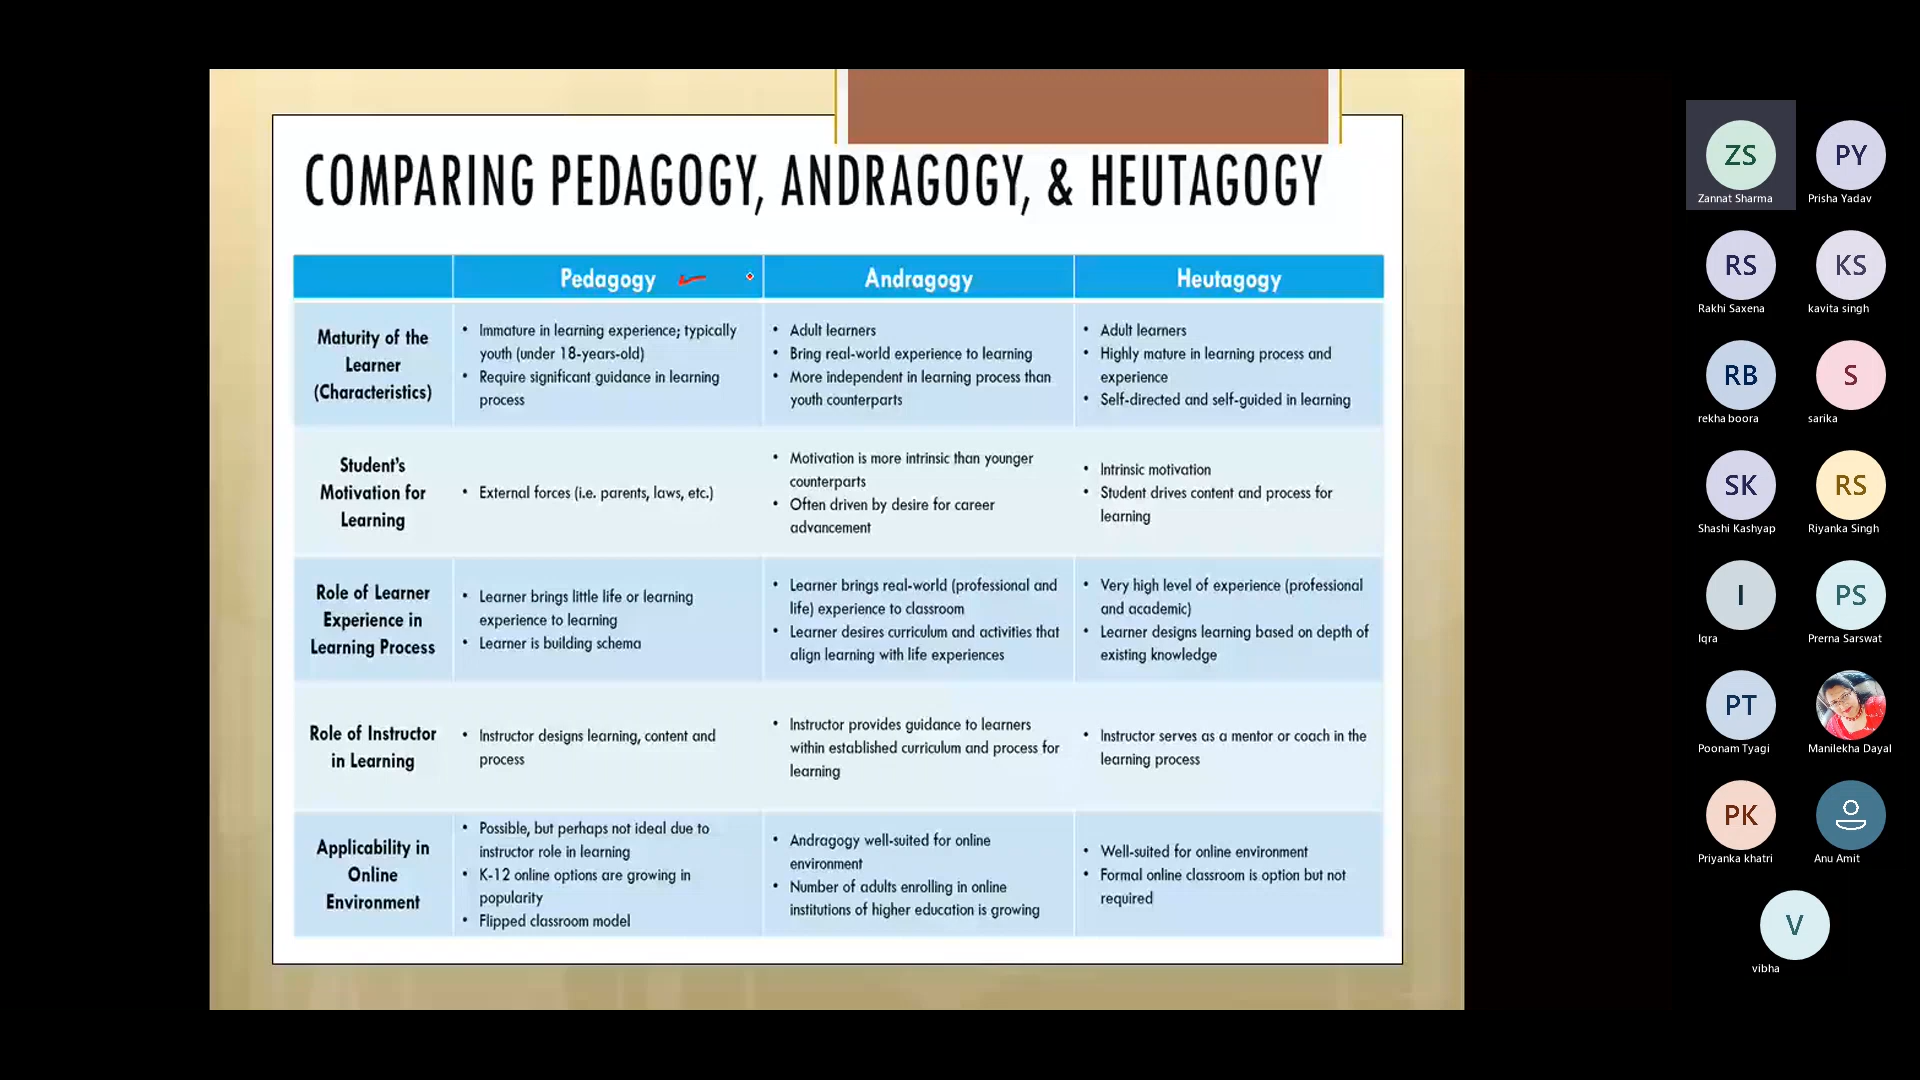 COMPARING PEDAGOGY, ANDRAGOGY, & HEUTAGOGY
Pedagogy
Andragogy
Heutagogy
Maturity of the
Learner
(Characteristics)
• Immature in learning experience; typically
youth (under 18-years-old)
• Require significant guidance in learning
process
• Adult learners
• Bring real-world experience to learning
• More independent in learning process than
youth counterparts
• Adult learners
• Highly mature in learning process and
experience
• Self-directed and self-guided in learning
Student's
Motivation for
Learning
• External forces (i.e. parents, laws, etc.)
• Motivation is more intrinsic than younger
counterparts
• Often driven by desire for career
advancement
• Intrinsic motivation
• Student drives content and process for
learning
Role of Learner
Experience in
Learning Process
• Learner brings little life or learning
experience to learning
• Learner is building schema
• Learner brings real-world (professional and
life) experience to classroom
• Learner desires curriculum and activities that
align learning with life experiences
• Very high level of experience (professional
and academic)
• Learner designs learning based on depth of
existing knowledge
Role of Instructor
in Learning
• Instructor designs learning, content and
process
• Instructor provides guidance to learners
within established curriculum and process for
learning
• Instructor serves as a mentor or coach in the
learning process
Applicability in
Online
Environment
• Possible, but perhaps not ideal due to
instructor role in learning
• K-12 online options are growing in
popularity
• Flipped classroom model
• Andragogy well-suited for online
environment
• Number of adults enrolling in online
institutions of higher education is growing
• Well-suited for online environment
• Formal online classroom is option but not
required
ZS
Zannat Sharma
PY
Prisha Yadav
RS
Rakhi Saxena
KS
kavita singh
RB
rekha boora
S
sarika
SK
Shashi Kashyap
RS
Riyanka Singh
I
Iqra
PS
Prerna Sarswat
PT
Poonam Tyagi
Manilekha Dayal
PK
Priyanka khatri
Anu Amit
V
vibha